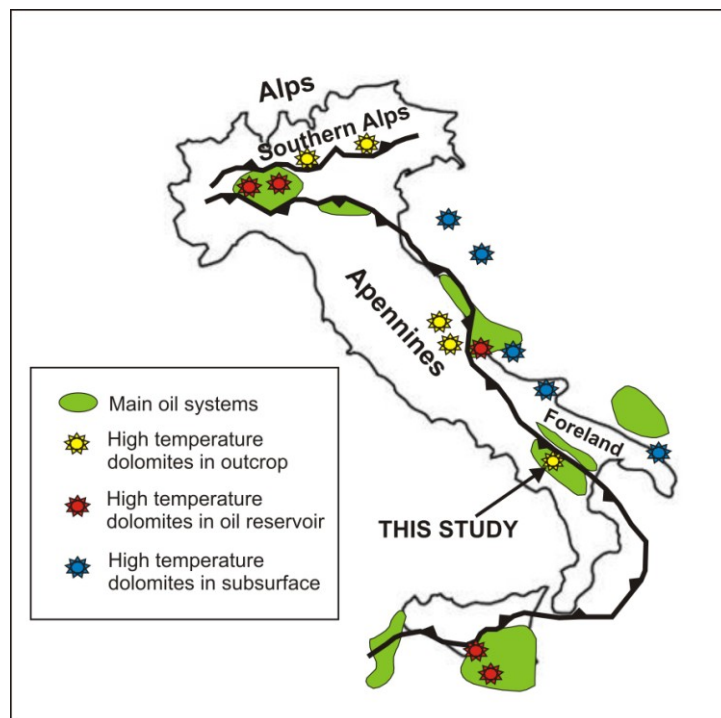 Alps
Southern Alps
Apennines
Foreland
THIS STUDY
Main oil systems
High temperature
dolomites in outcrop
High temperature
dolomites in oil reservoir
High temperature
dolomites in subsurface